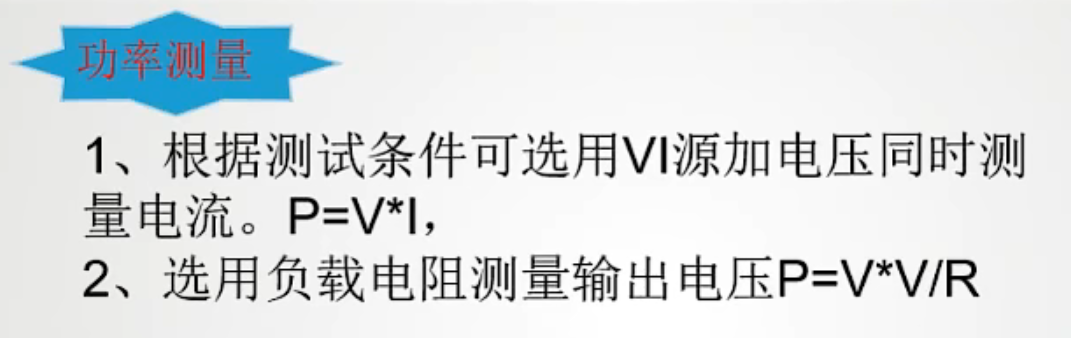 功率测量
1、根据测试条件可选用VI源加电压同时测
量电流。P=V*I，
2、选用负载电阻测量输出电压P=V*V/R